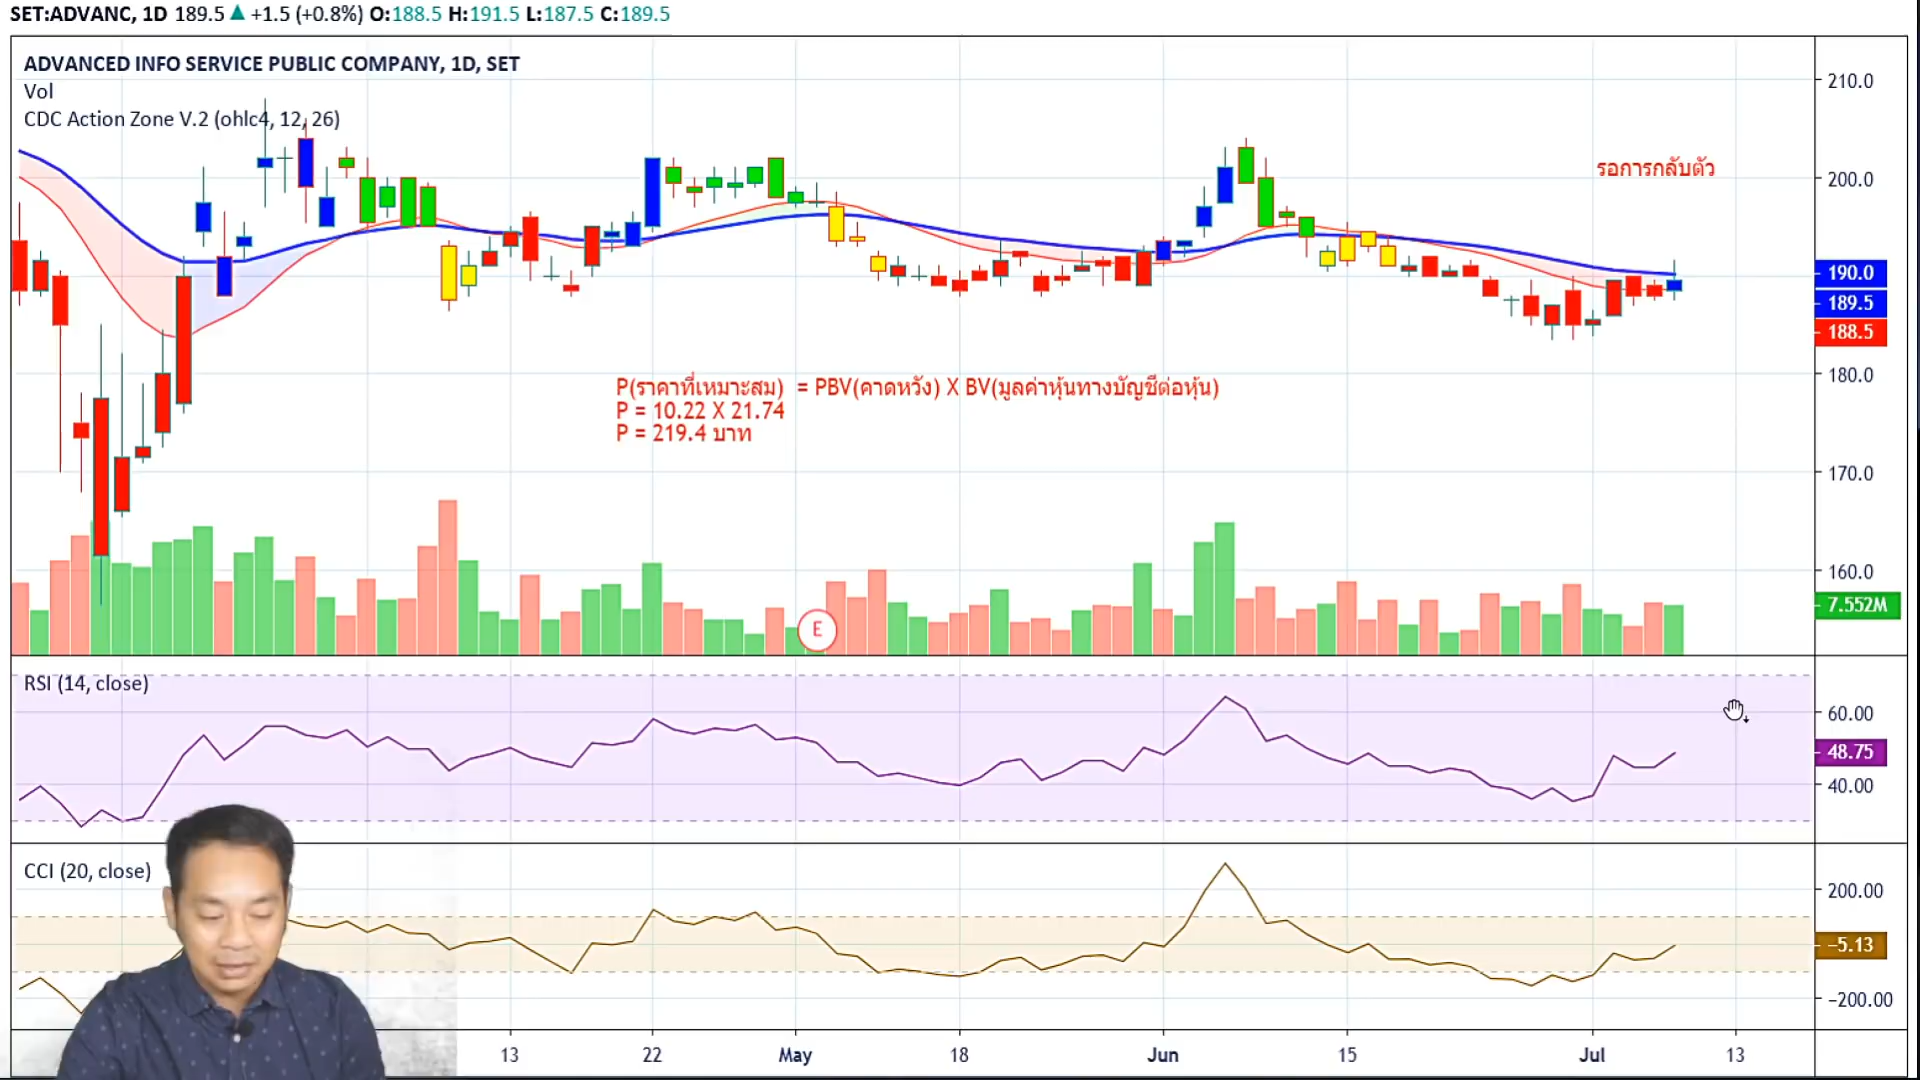 SET:ADVANC, 1D 189.5 ▲ +1.5 (+0.8%) O:188.5 H:191.5 L:187.5 C:189.5
ADVANCED INFO SERVICE PUBLIC COMPANY, 1D, SET
Vol
CDC Action Zone V.2 (ohlc4, 12, 26)
210.0
รอการกลับตัว
200.0
190.0
189.5
188.5
180.0
P(ราคาที่เหมาะสม) = PBV(คาดหวัง) X BV(มูลค่าหุ้นทางบัญชีต่อหุ้น)
P = 10.22 X 21.74
P = 219.4 บาท
170.0
160.0
7.552M
E
RSI (14, close)
60.00
48.75
40.00
CCI (20, close)
200.00
−5.13
−200.00
13 22 May 18 Jun 15 Jul 13